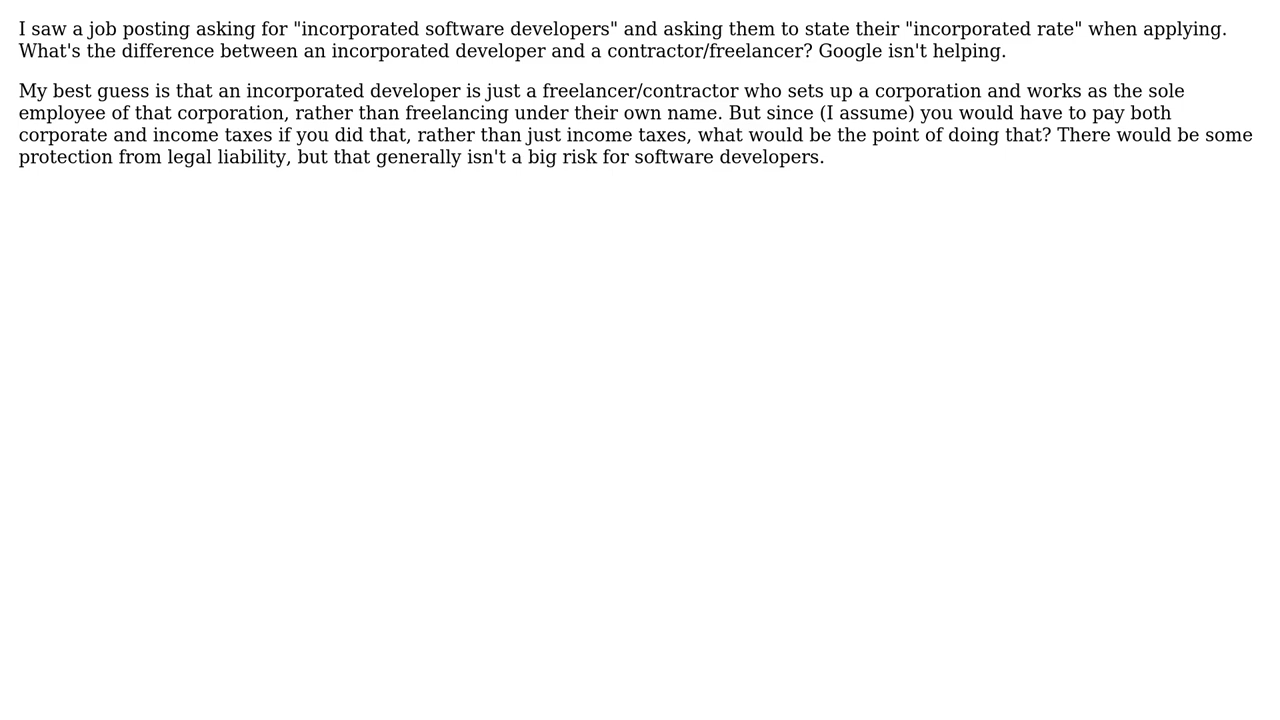 I saw a job posting asking for "incorporated software developers" and asking them to state their "incorporated rate" when applying.
What's the difference between an incorporated developer and a contractor/freelancer? Google isn't helping.
My best guess is that an incorporated developer is just a freelancer/contractor who sets up a corporation and works as the sole
employee of that corporation, rather than freelancing under their own name. But since (I assume) you would have to pay both
corporate and income taxes if you did that, rather than just income taxes, what would be the point of doing that? There would be some
protection from legal liability, but that generally isn't a big risk for software developers.